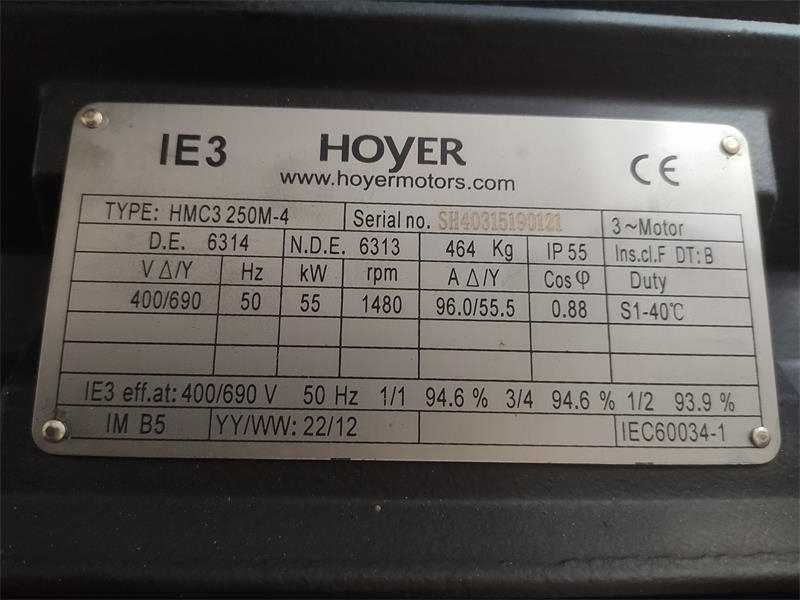 IE3 HOYER CE
www.hoyermotors.com
TYPE: HMC3 250M-4 Serial no. SH40315190121 3~Motor
D.E. 6314 N.D.E. 6313 464 Kg IP 55 Ins.cl.F DT:B
V Δ/Y Hz kW rpm A Δ/Y Cos φ Duty
400/690 50 55 1480 96.0/55.5 0.88 S1-40℃
IE3 eff.at: 400/690 V 50 Hz 1/1 94.6 % 3/4 94.6 % 1/2 93.9 %
IM B5 YY/WW: 22/12 IEC60034-1